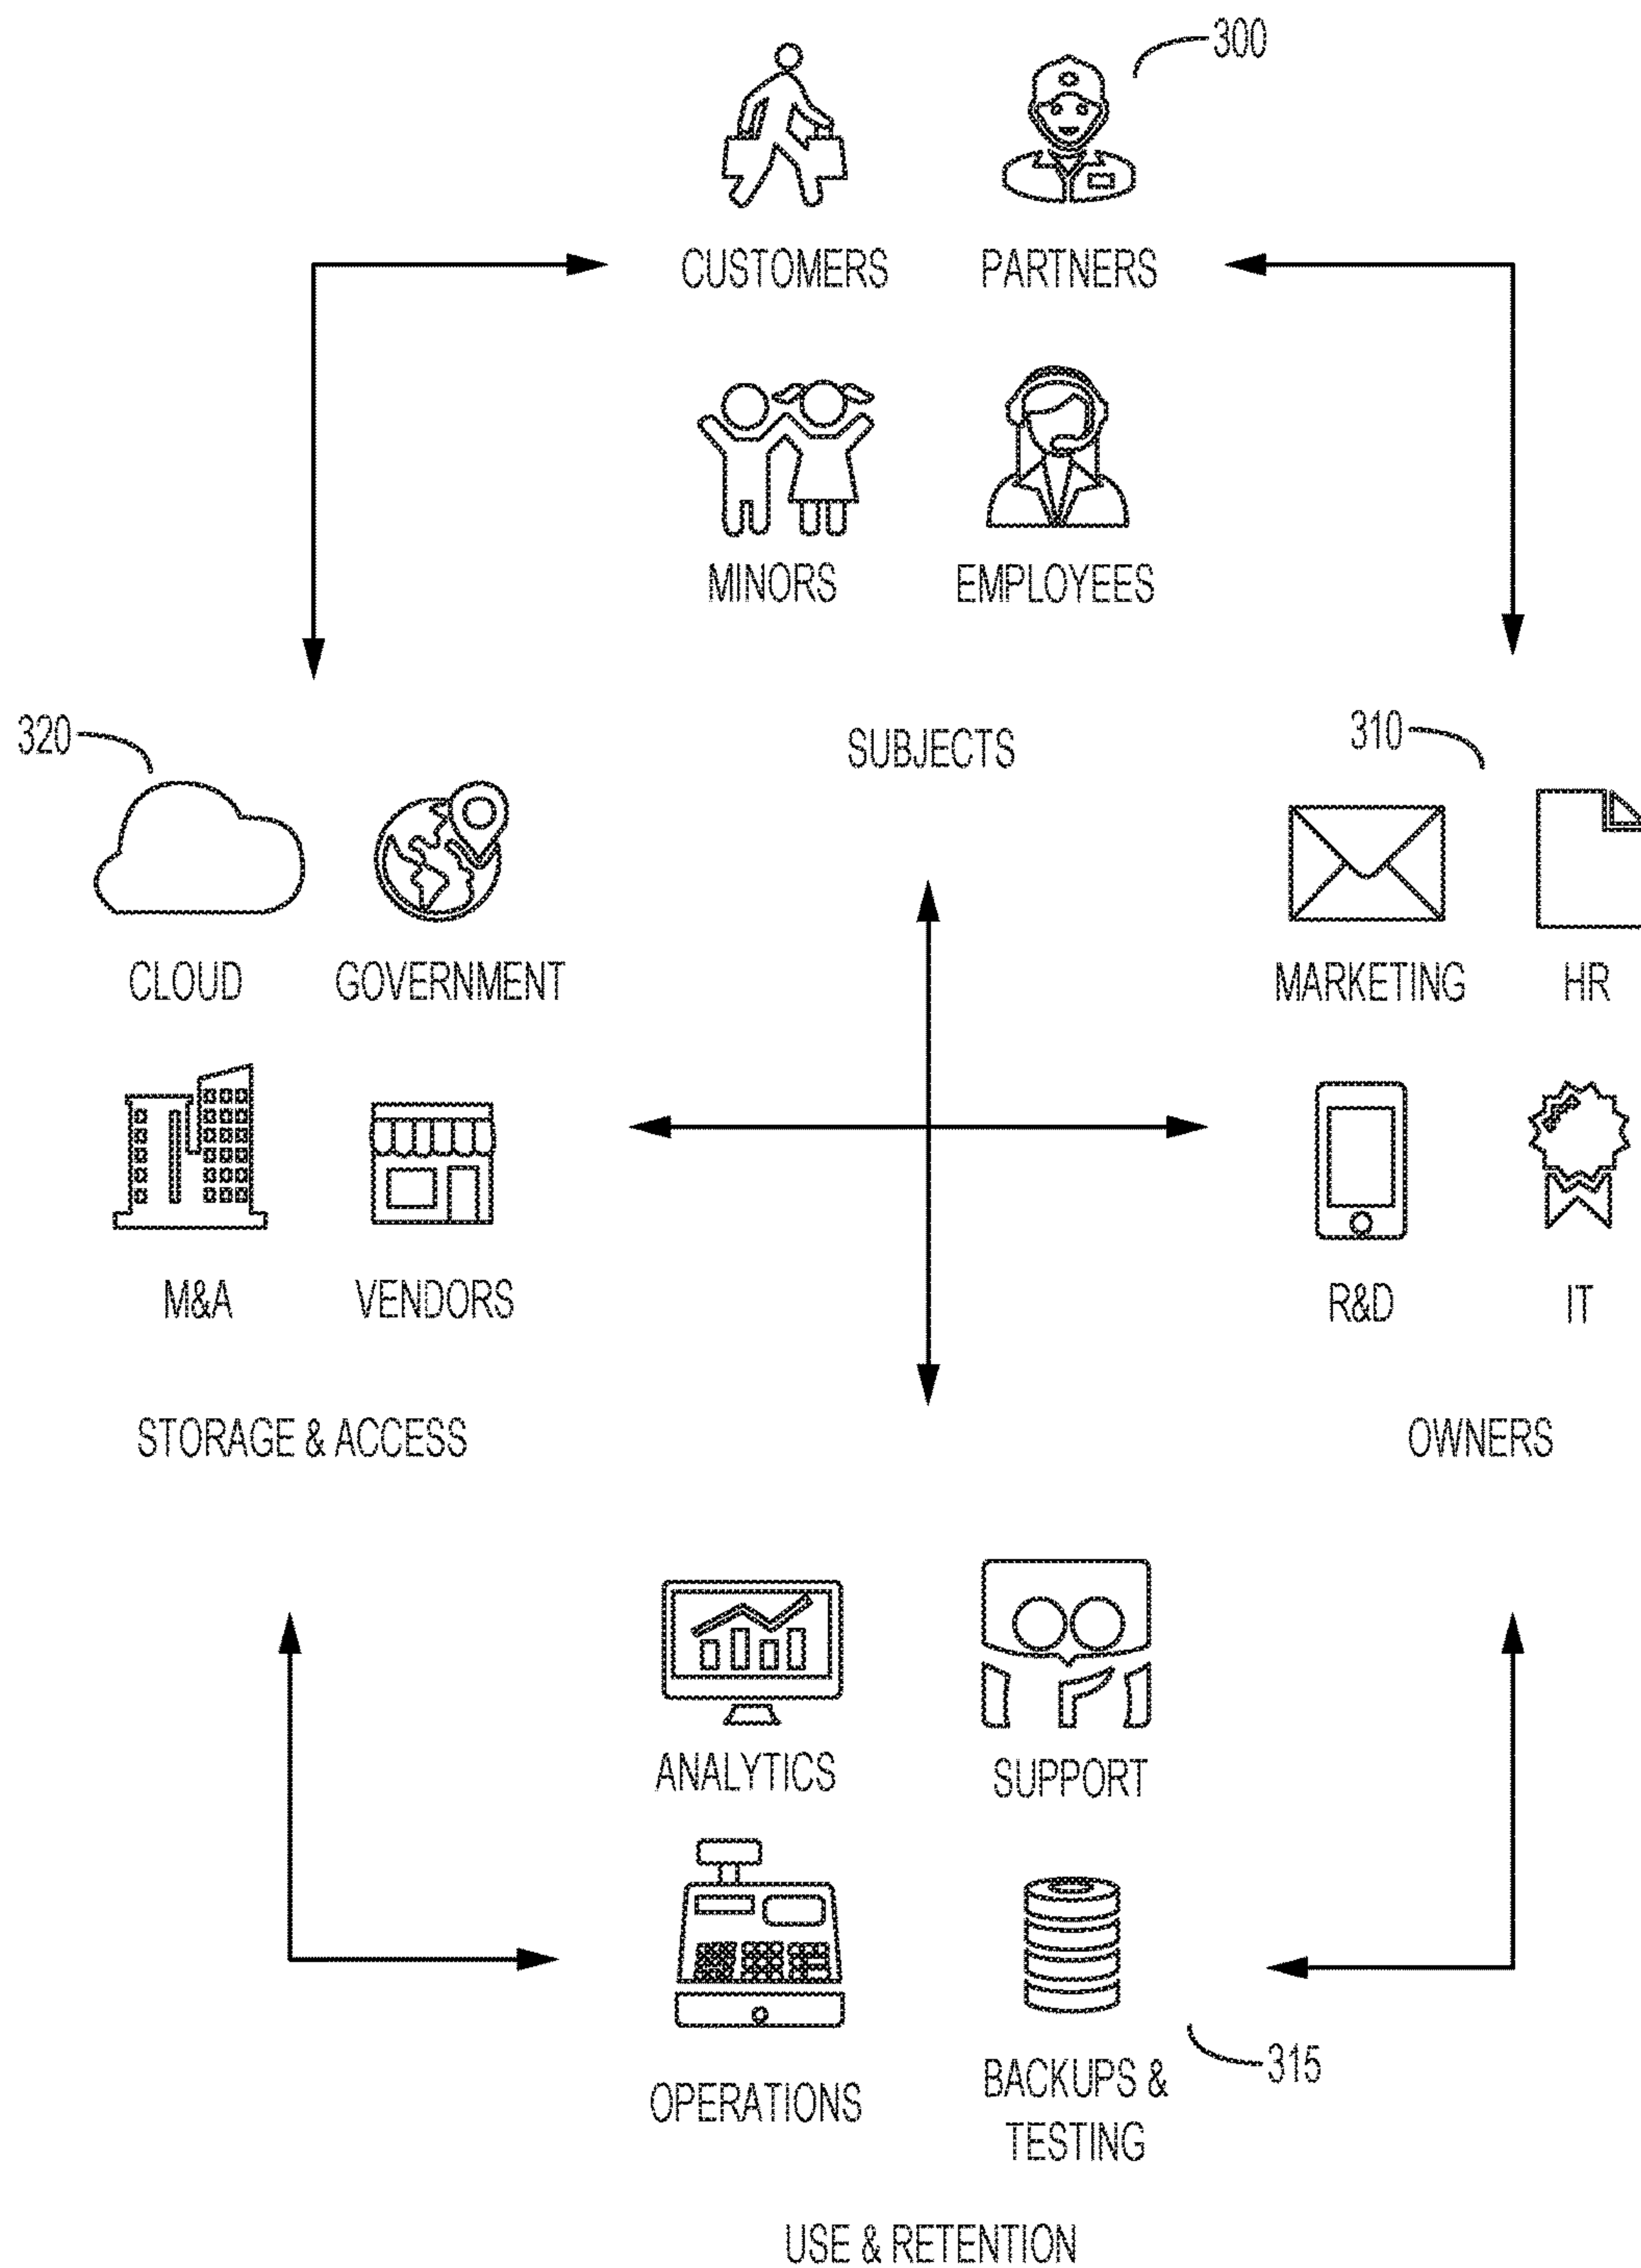 300
CUSTOMERS PARTNERS
MINORS EMPLOYEES
SUBJECTS
320
CLOUD GOVERNMENT
M&A VENDORS
STORAGE & ACCESS
310
MARKETING HR
R&D IT
OWNERS
ANALYTICS SUPPORT
OPERATIONS BACKUPS &
TESTING
315
USE & RETENTION